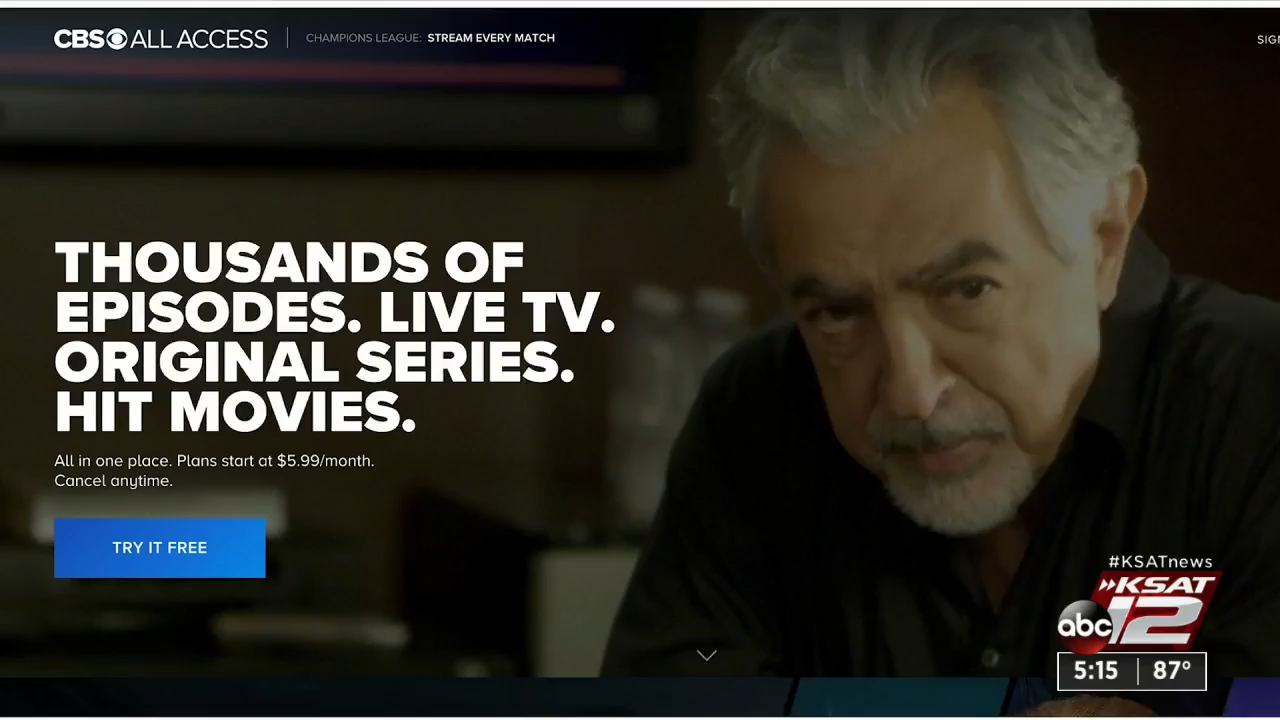 CBS ALL ACCESS
CHAMPIONS LEAGUE: STREAM EVERY MATCH
SIGN
THOUSANDS OF
EPISODES. LIVE TV.
ORIGINAL SERIES.
HIT MOVIES.
All in one place. Plans start at $5.99/month.
Cancel anytime.
TRY IT FREE
#KSATnews
KSAT
abc 12
5:15 87°